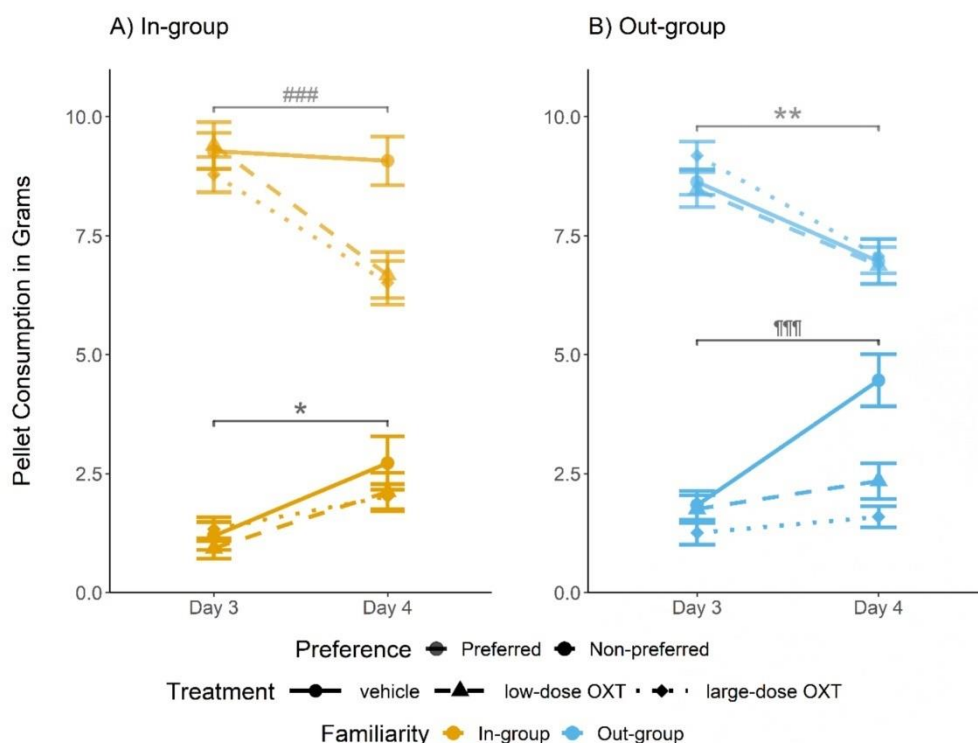 A) In-group
B) Out-group
Pellet Consumption in Grams
10.0
7.5
5.0
2.5
0.0
###
*
Day 3
Day 4
10.0
7.5
5.0
2.5
0.0
**
¶¶¶
Day 3
Day 4
Preference Preferred Non-preferred
Treatment vehicle low-dose OXT large-dose OXT
Familiarity In-group Out-group